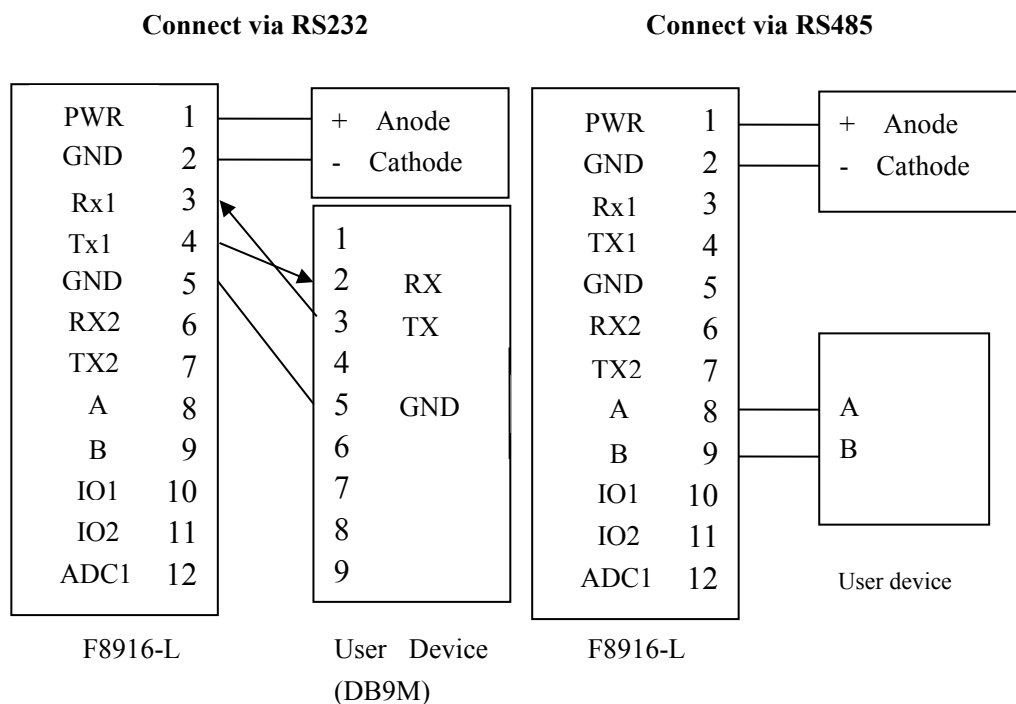 Connect via RS232
PWR 1
GND 2
Rx1 3
Tx1 4
GND 5
RX2 6
TX2 7
A 8
B 9
IO1 10
IO2 11
ADC1 12
F8916-L
+ Anode
- Cathode
1
2 RX
3 TX
4
5 GND
6
7
8
9
User Device
(DB9M)
Connect via RS485
PWR 1
GND 2
Rx1 3
TX1 4
GND 5
RX2 6
TX2 7
A 8
B 9
IO1 10
IO2 11
ADC1 12
F8916-L
+ Anode
- Cathode
A
B
User device